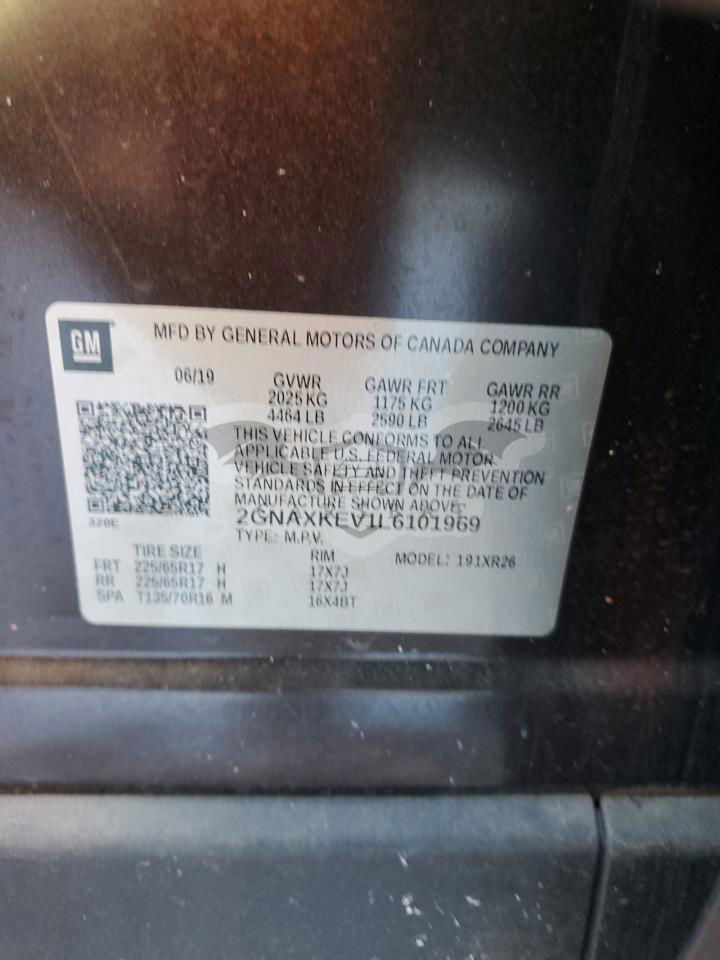 GM
MFD BY GENERAL MOTORS OF CANADA COMPANY
06/19 GVWR GAWR FRT GAWR RR
2025 KG 1175 KG 1200 KG
4464 LB 2590 LB 2645 LB
THIS VEHICLE CONFORMS TO ALL
APPLICABLE U.S. FEDERAL MOTOR
VEHICLE SAFETY AND THEFT PREVENTION
STANDARDS IN EFFECT ON THE DATE OF
MANUFACTURE SHOWN ABOVE.
320E 2GNAXKEV1L6101969
TYPE: M.P.V.
TIRE SIZE RIM MODEL: 191XR26
FRT 225/65R17 H 17X7J
RR 225/65R17 H 17X7J
SPA T135/70R16 M 16X4BT